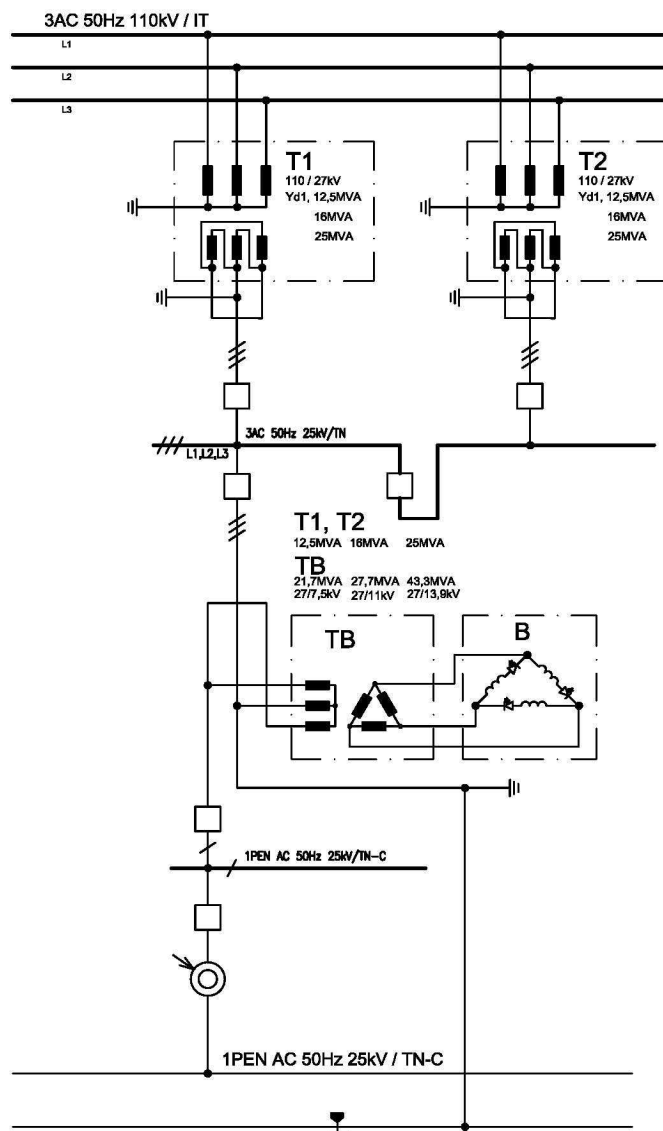 3AC 50Hz 110kV / IT
L1
L2
L3
T1
110 / 27kV
Yd1, 12,5MVA
16MVA
25MVA
T2
110 / 27kV
Yd1, 12,5MVA
16MVA
25MVA
3AC 50Hz 25kV/TN
L1,L2,L3
T1, T2
12,5MVA 16MVA 25MVA
TB
21,7MVA 27,7MVA 43,3MVA
27/7,5kV 27/11kV 27/13,9kV
TB
B
1PEN AC 50Hz 25kV/TN-C
1PEN AC 50Hz 25kV / TN-C